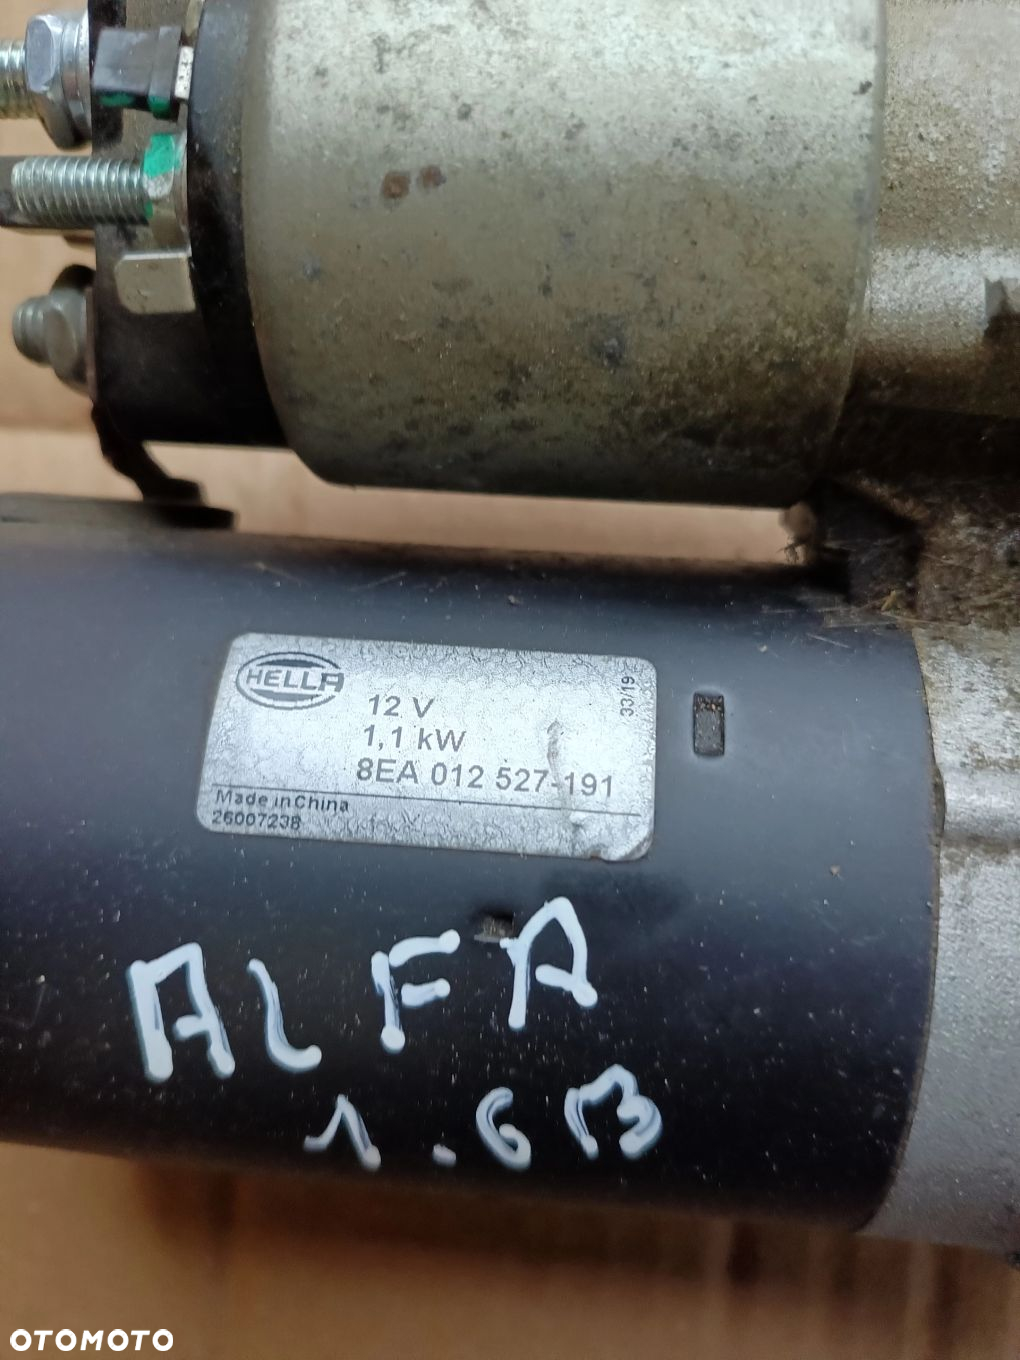 HELLA
12 V
1,1 kW
8EA 012 527-191
33/19
Made in China
26007238
ALFA
1.6B
OTOMOTO